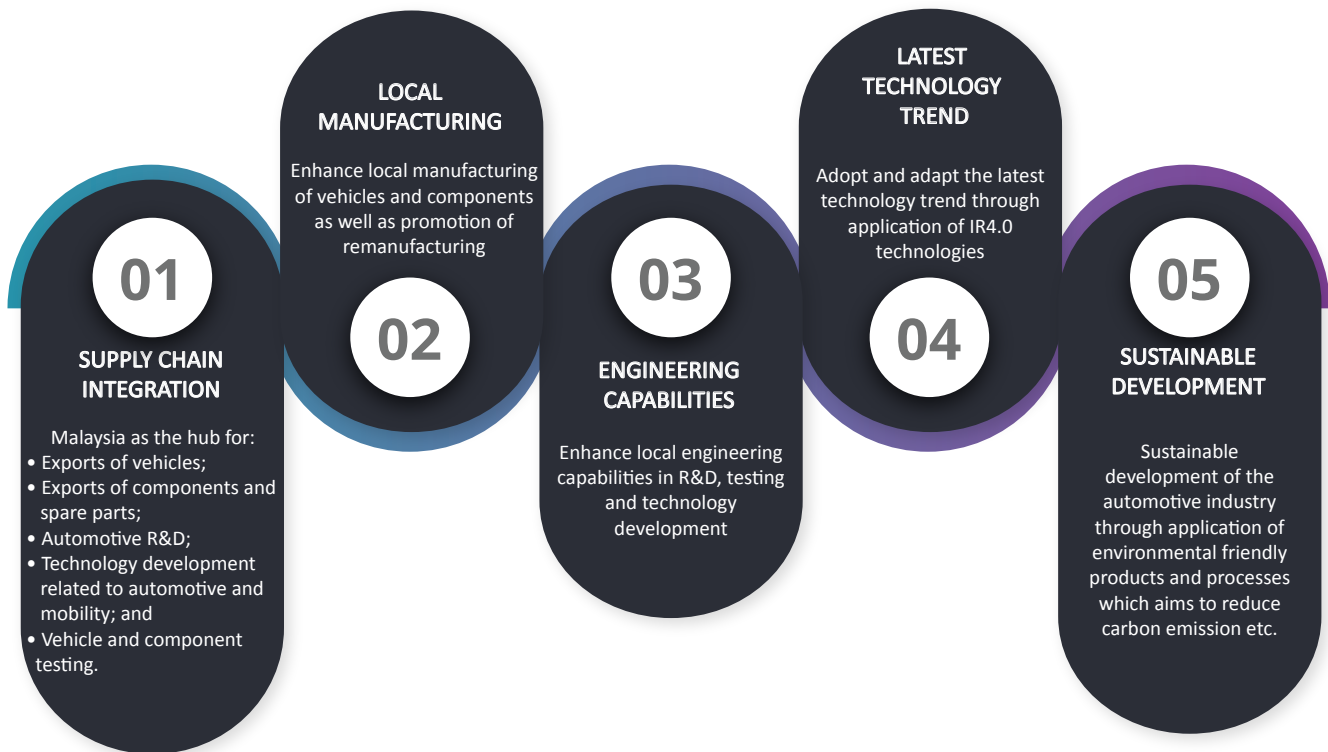 01
SUPPLY CHAIN
INTEGRATION
Malaysia as the hub for:
• Exports of vehicles;
• Exports of components and
spare parts;
• Automotive R&D;
• Technology development
related to automotive and
mobility; and
• Vehicle and component
testing.
LOCAL
MANUFACTURING
Enhance local manufacturing
of vehicles and components
as well as promotion of
remanufacturing
02
03
ENGINEERING
CAPABILITIES
Enhance local engineering
capabilities in R&D, testing
and technology
development
LATEST
TECHNOLOGY
TREND
Adopt and adapt the latest
technology trend through
application of IR4.0
technologies
04
05
SUSTAINABLE
DEVELOPMENT
Sustainable
development of the
automotive industry
through application of
environmental friendly
products and processes
which aims to reduce
carbon emission etc.